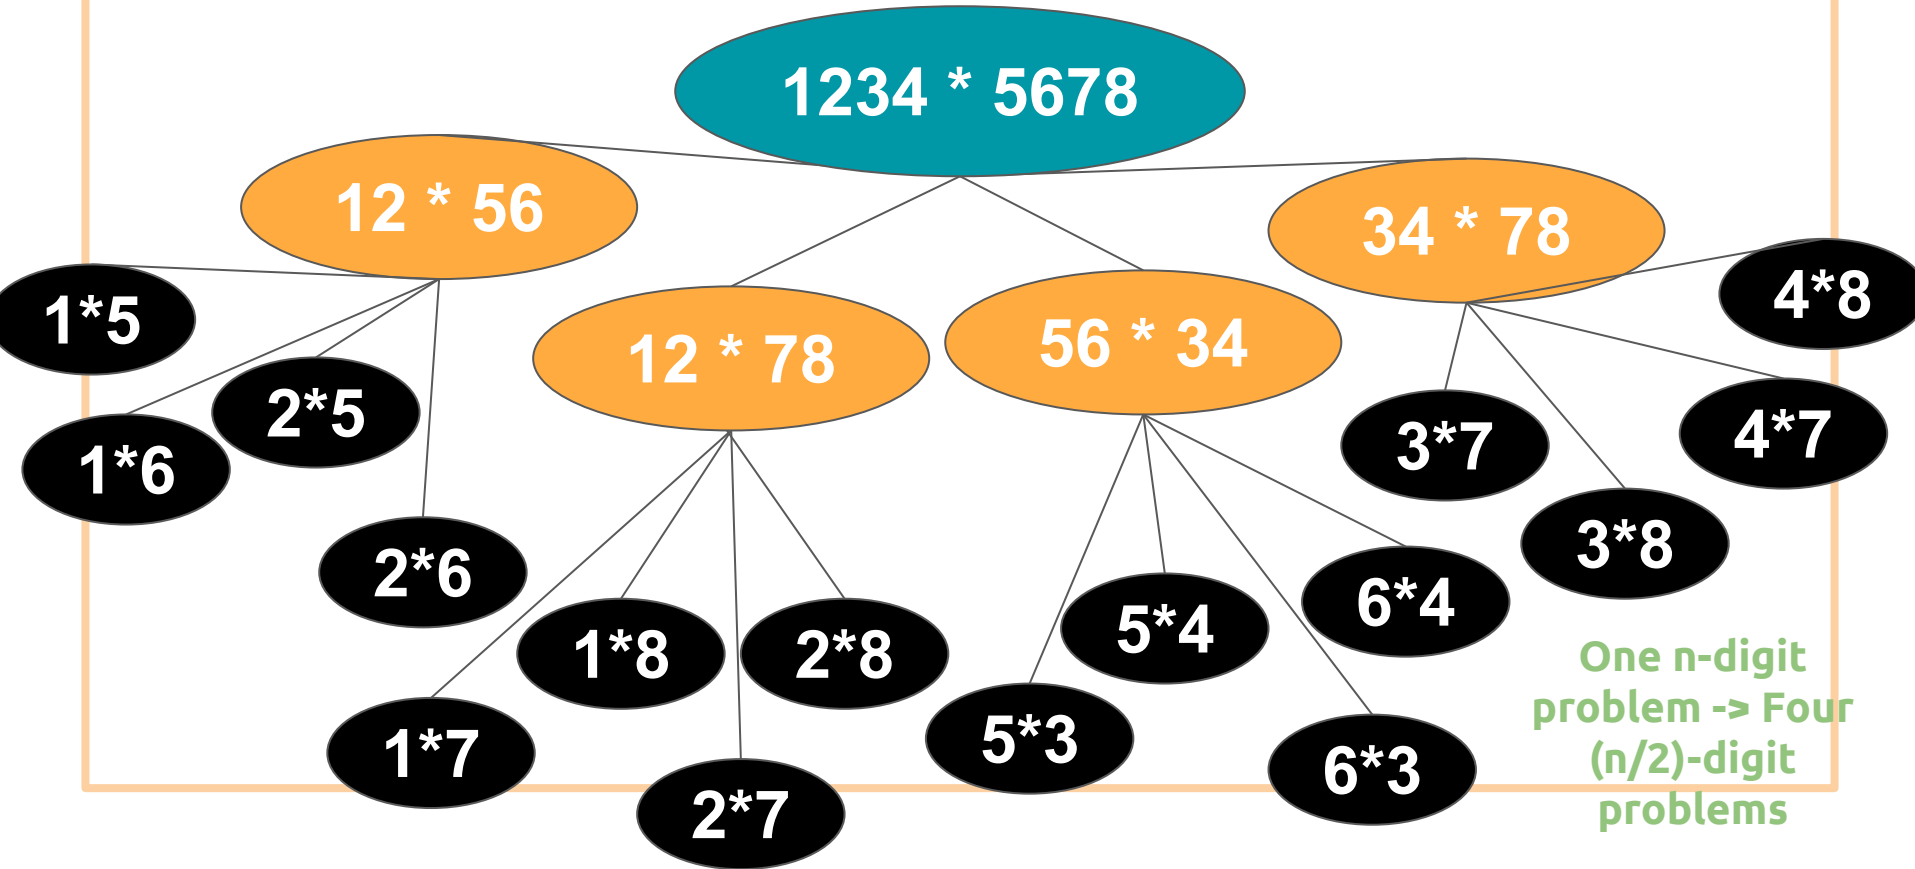 1234 * 5678
12 * 56
34 * 78
12 * 78
56 * 34
1*5
1*6
2*5
2*6
1*7
1*8
2*7
2*8
5*3
5*4
6*3
6*4
3*7
3*8
4*7
4*8
One n-digit
problem -> Four
(n/2)-digit
problems